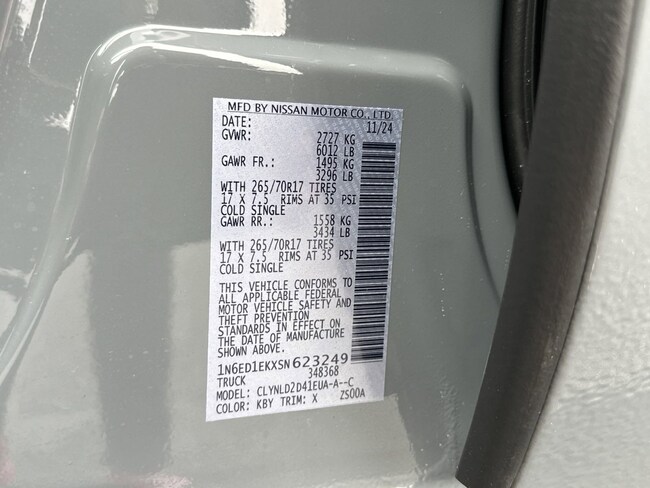 MFD BY NISSAN MOTOR CO., LTD.
DATE: 11/24
GVWR: 2727 KG
6012 LB
GAWR FR.: 1495 KG
3296 LB
WITH 265/70R17 TIRES
17 X 7.5 RIMS AT 35 PSI
COLD SINGLE
GAWR RR.: 1558 KG
3434 LB
WITH 265/70R17 TIRES
17 X 7.5 RIMS AT 35 PSI
COLD SINGLE
THIS VEHICLE CONFORMS TO
ALL APPLICABLE FEDERAL
MOTOR VEHICLE SAFETY AND
THEFT PREVENTION
STANDARDS IN EFFECT ON
THE DATE OF MANUFACTURE
SHOWN ABOVE.
1N6ED1EKXSN623249
TRUCK 348368
MODEL: CLYNLD2D41EUA-A--C
COLOR: KBY TRIM: X ZS00A